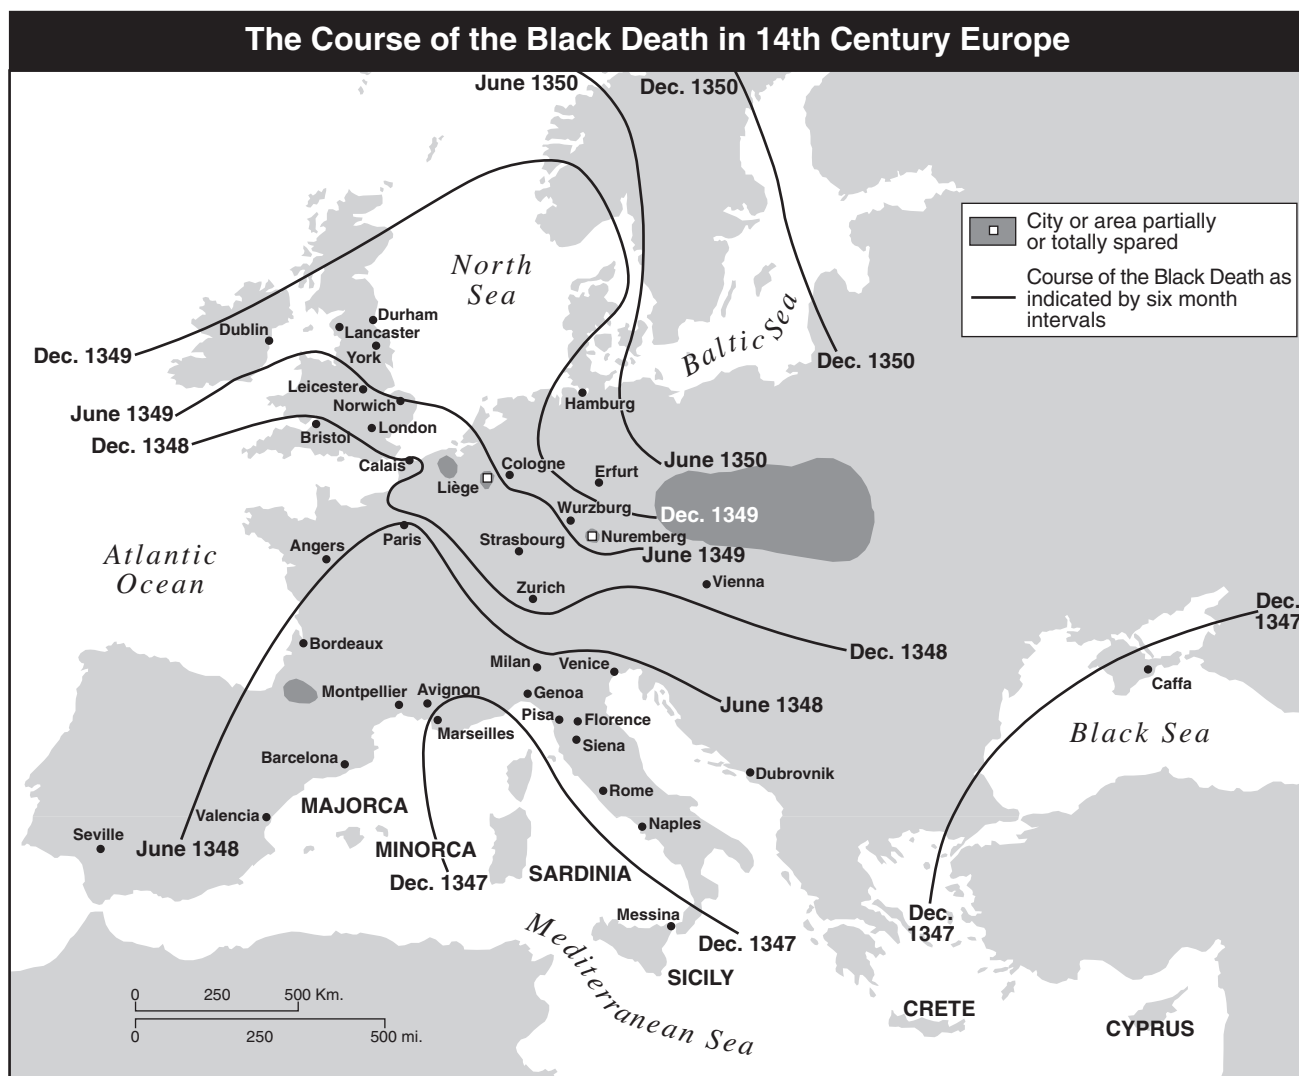 The Course of the Black Death in 14th Century Europe
June 1350
Dec. 1350
City or area partially
or totally spared
Course of the Black Death as
indicated by six month
intervals
North
Sea
Baltic Sea
Durham
Dublin
Lancaster
York
Dec. 1349
Dec. 1350
Leicester
Norwich
Hamburg
June 1349
Bristol
London
Dec. 1348
Calais
Cologne
June 1350
Erfurt
Liège
Wurzburg
Dec. 1349
Paris
Strasbourg
Nuremberg
Angers
June 1349
Atlantic
Ocean
Zurich
Vienna
Dec.
1347
Bordeaux
Dec. 1348
Milan
Venice
Caffa
Montpellier
Avignon
Genoa
June 1348
Pisa
Florence
Marseilles
Siena
Black Sea
Barcelona
Dubrovnik
Rome
MAJORCA
Valencia
Naples
Seville
June 1348
MINORCA
Dec. 1347
SARDINIA
Messina
Dec.
1347
Dec. 1347
Mediterranean Sea
SICILY
0 250 500 Km.
CRETE
CYPRUS
0 250 500 mi.